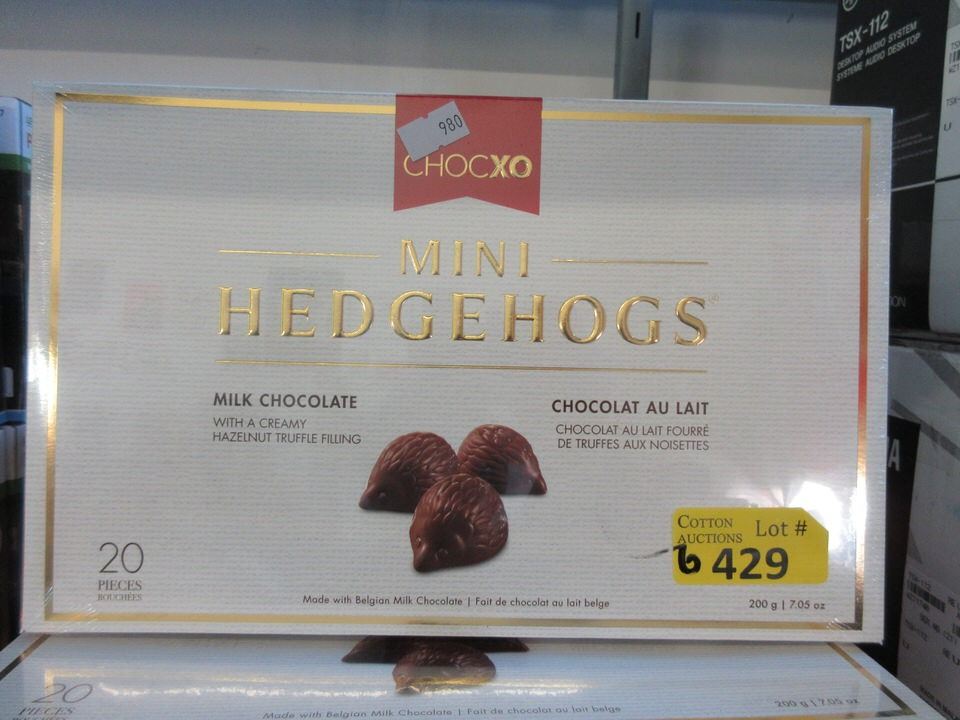 TSX-112
DESKTOP AUDIO SYSTEM
SYSTEME AUDIO DESKTOP
980
CHOCXO
MINI
HEDGEHOGS®
MILK CHOCOLATE
WITH A CREAMY
HAZELNUT TRUFFLE FILLING
CHOCOLAT AU LAIT
CHOCOLAT AU LAIT FOURRÉ
DE TRUFFES AUX NOISETTES
COTTON
AUCTIONS
Lot #
6 429
20
PIECES
BOUCHÉES
Made with Belgian Milk Chocolate | Fait de chocolat au lait belge
200 g | 7.05 oz
20
PIECES
Made with Belgian Milk Chocolate | Fait de chocolat au lait belge
200 g | 7.05 oz